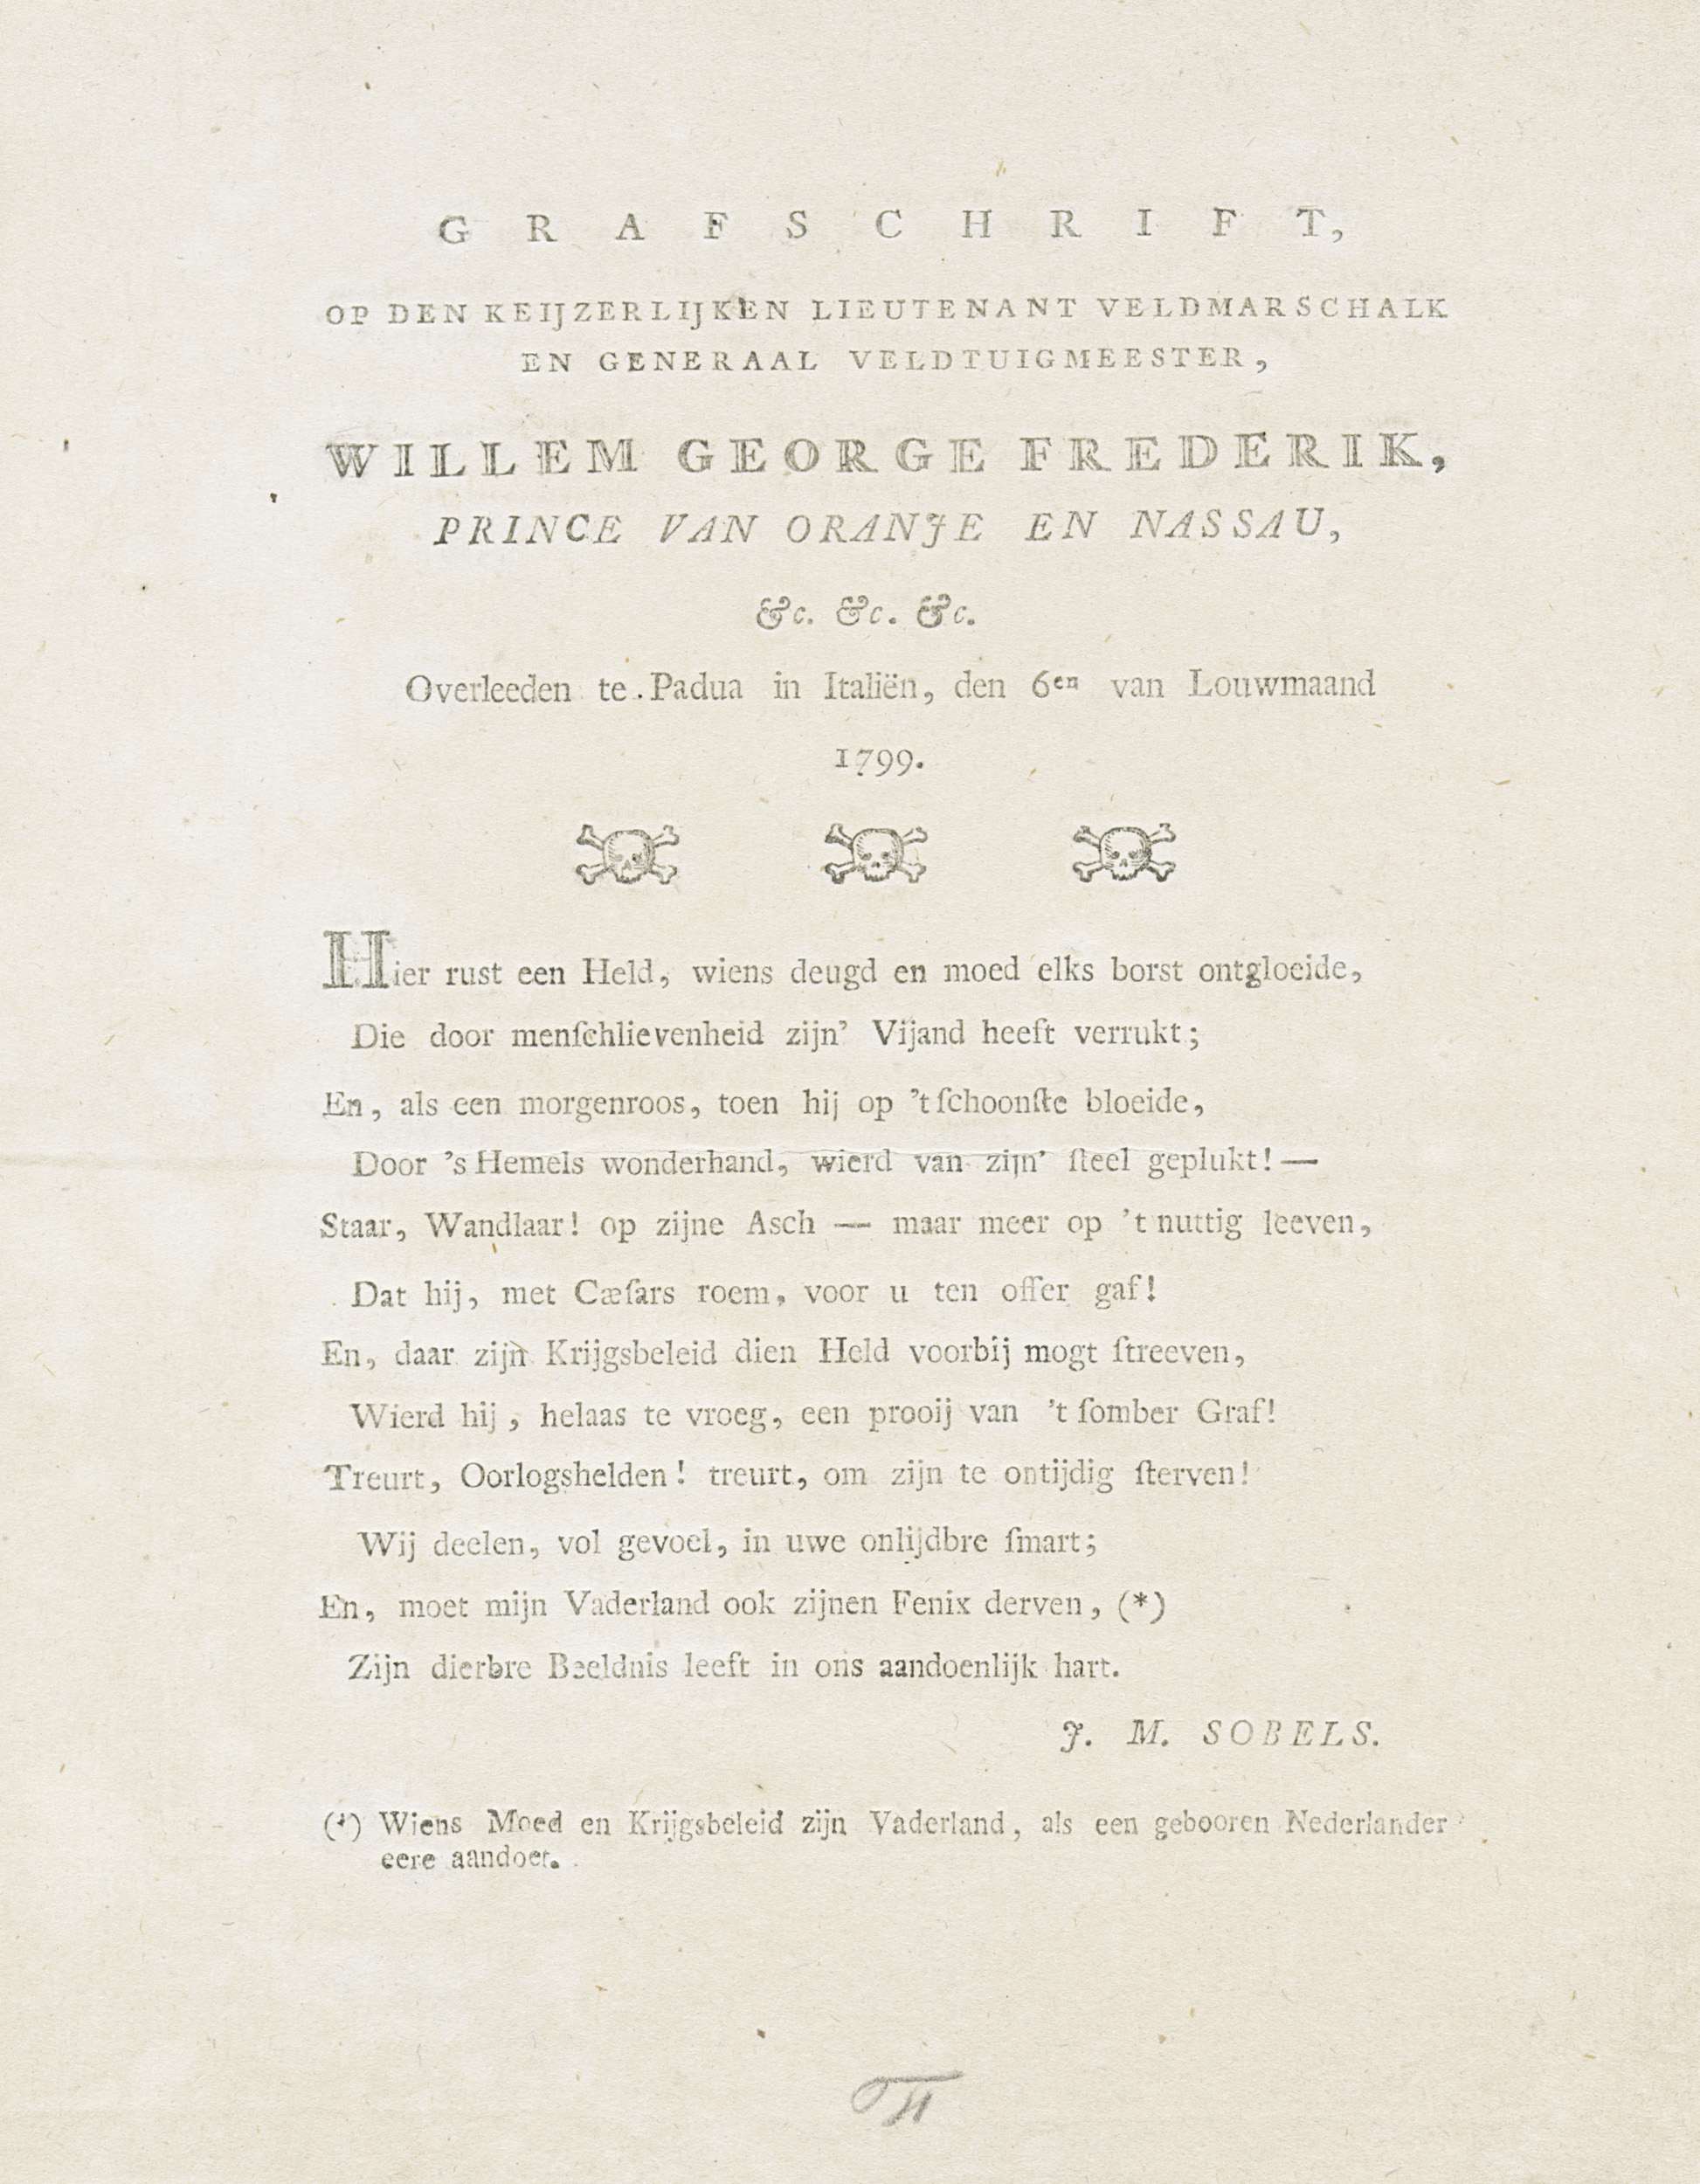 GRAFSCHRIFT,
OP DEN KEIJZERLIJKEN LIEUTENANT VELDMARSCHALK
EN GENERAAL VELDTUIGMEESTER,
WILLEM GEORGE FREDERIK,
PRINCE VAN ORANJE EN NASSAU,
&c. &c. &c.
Overleeden te Padua in Italiën, den 6en van Louwmaand
1799.
Hier rust een Held, wiens deugd en moed elks borst ontgloeide,
Die door menſchlievenheid zijn’ Vijand heeft verrukt;
En, als een morgenroos, toen hij op ’t ſchoonſte bloeide,
Door ’s Hemels wonderhand, wierd van zijn’ ſteel geplukt! —
Staar, Wandlaar! op zijne Asch — maar meer op ’t nuttig leeven,
Dat hij, met Cæſars roem, voor u ten offer gaf!
En, daar zijn Krijgsbeleid dien Held voorbij mogt ſtreeven,
Wierd hij, helaas te vroeg, een prooij van ’t ſomber Graf!
Treurt, Oorlogshelden! treurt, om zijn te ontijdig ſterven!
Wij deelen, vol gevoel, in uwe onlijdbre ſmart;
En, moet mijn Vaderland ook zijnen Fenix derven, (*)
Zijn dierbre Beeldnis leeft in ons aandoenlijk hart.
J. M. SOBELS.
(*) Wiens Moed en Krijgsbeleid zijn Vaderland, als een gebooren Nederlander
eere aandoet.